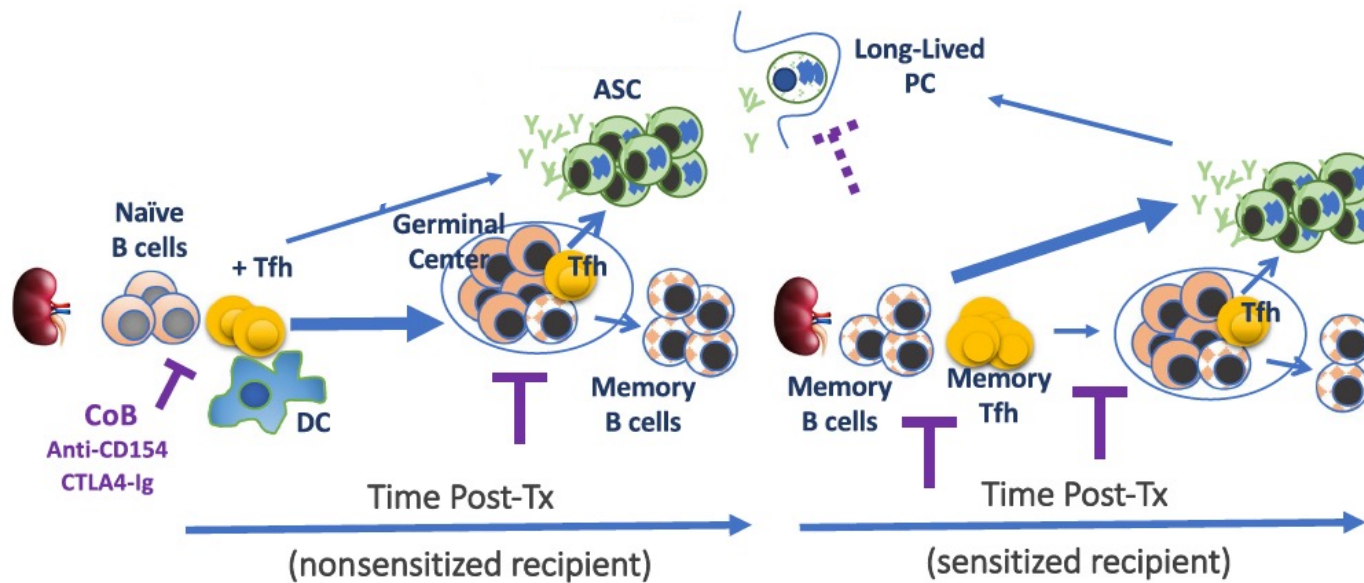 Long-Lived
PC
ASC
Naïve
B cells
+ Tfh
Germinal
Center
Tfh
Tfh
CoB
Anti-CD154
CTLA4-Ig
DC
Memory
B cells
Memory
B cells
Memory
Tfh
Time Post-Tx
(nonsensitized recipient)
Time Post-Tx
(sensitized recipient)